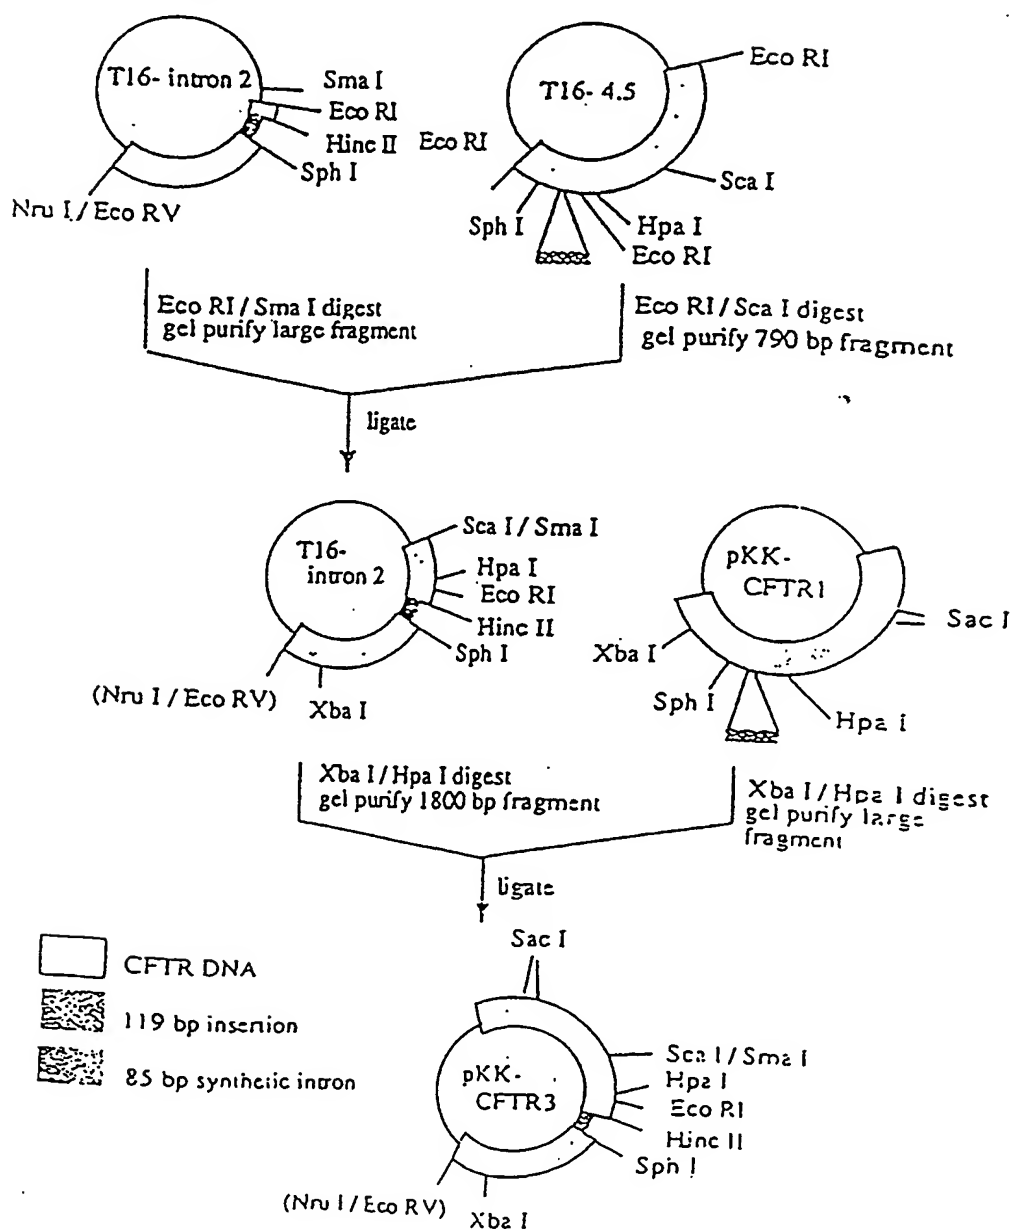 T16- intron 2
Sma I
Eco RI
Hinc II
Sph I
Nru I / Eco RV
T16- 4.5
Eco RI
Eco RI
Sca I
Sph I
Hpa I
Eco RI
Eco RI / Sma I digest
gel purify large fragment
Eco RI / Sca I digest
gel purify 790 bp fragment
ligate
T16-
intron 2
Sca I / Sma I
Hpa I
Eco RI
Hinc II
Sph I
(Nru I / Eco RV)
Xba I
pKK-
CFTR1
Sac I
Xba I
Sph I
Hpa I
Xba I / Hpa I digest
gel purify 1800 bp fragment
Xba I / Hpa I digest
gel purify large
fragment
ligate
Sac I
CFTR DNA
119 bp insertion
85 bp synthetic intron
pKK-
CFTR3
Sca I / Sma I
Hpa I
Eco RI
Hinc II
Sph I
(Nru I / Eco RV)
Xba I